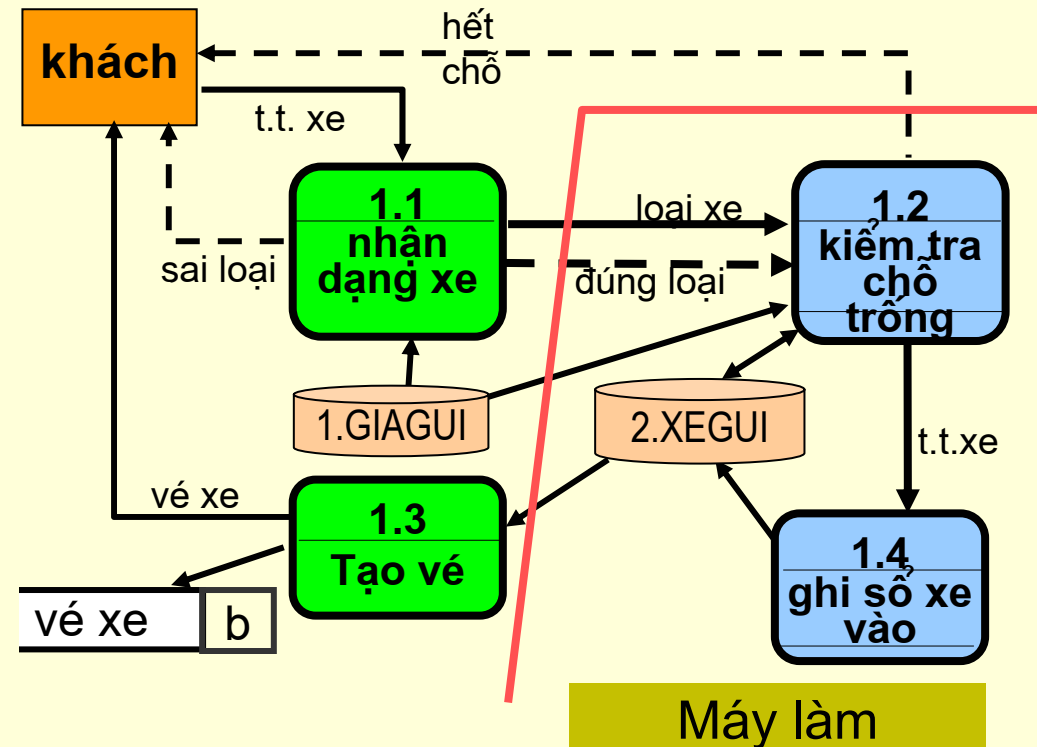 hết
chỗ
khách
t.t. xe
1.1
nhận
dạng xe
loại xe
1.2
kiểm tra
chỗ
trống
sai loại
đúng loại
1.GIAGUI
2.XEGUI
t.t.xe
vé xe
1.3
Tạo vé
1.4
ghi sổ xe
vào
vé xe
b
Máy làm